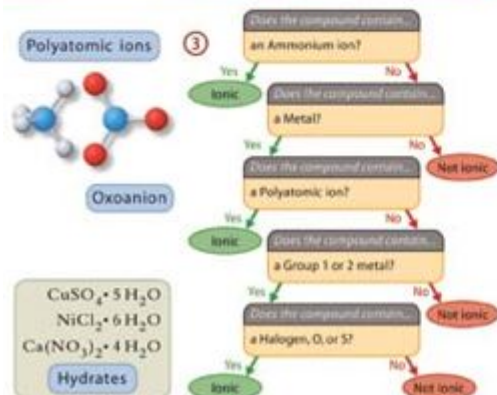 Polyatomic ions
Oxoanion
CuSO₄• 5 H₂O
NiCl₂• 6 H₂O
Ca(NO₃)₂• 4 H₂O
Hydrates
3
Does the compound contain...
an Ammonium ion?
Yes
No
Ionic
Does the compound contain...
a Metal?
Yes
No
Not ionic
Does the compound contain...
a Polyatomic ion?
Yes
No
Ionic
Does the compound contain...
a Group 1 or 2 metal?
Yes
No
Not ionic
Does the compound contain...
a Halogen, O, or S?
Yes
No
Ionic
Not ionic